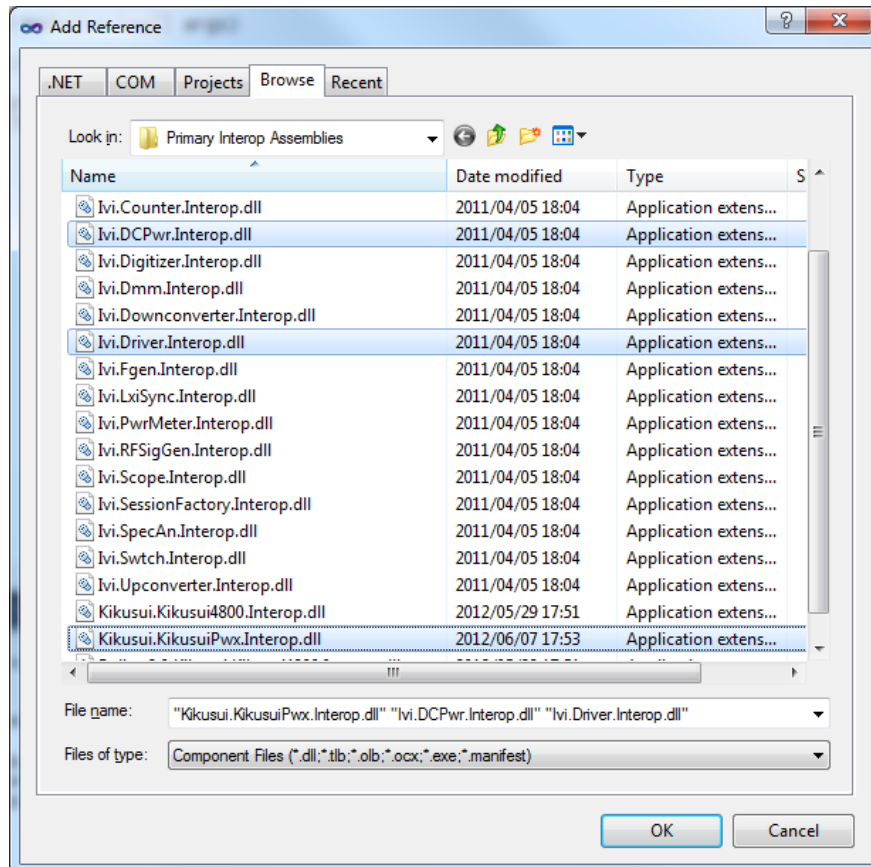 Add Reference
.NET COM Projects Browse Recent
Look in: Primary Interop Assemblies
Name Date modified Type S
Ivi.Counter.Interop.dll 2011/04/05 18:04 Application extens...
Ivi.DCPwr.Interop.dll 2011/04/05 18:04 Application extens...
Ivi.Digitizer.Interop.dll 2011/04/05 18:04 Application extens...
Ivi.Dmm.Interop.dll 2011/04/05 18:04 Application extens...
Ivi.Downconverter.Interop.dll 2011/04/05 18:04 Application extens...
Ivi.Driver.Interop.dll 2011/04/05 18:04 Application extens...
Ivi.Fgen.Interop.dll 2011/04/05 18:04 Application extens...
Ivi.LxiSync.Interop.dll 2011/04/05 18:04 Application extens...
Ivi.PwrMeter.Interop.dll 2011/04/05 18:04 Application extens...
Ivi.RFSigGen.Interop.dll 2011/04/05 18:04 Application extens...
Ivi.Scope.Interop.dll 2011/04/05 18:04 Application extens...
Ivi.SessionFactory.Interop.dll 2011/04/05 18:04 Application extens...
Ivi.SpecAn.Interop.dll 2011/04/05 18:04 Application extens...
Ivi.Swtch.Interop.dll 2011/04/05 18:04 Application extens...
Ivi.Upconverter.Interop.dll 2011/04/05 18:04 Application extens...
Kikusui.Kikusui4800.Interop.dll 2012/05/29 17:51 Application extens...
Kikusui.KikusuiPwx.Interop.dll 2012/06/07 17:53 Application extens...
File name: "Kikusui.KikusuiPwx.Interop.dll" "Ivi.DCPwr.Interop.dll" "Ivi.Driver.Interop.dll"
Files of type: Component Files (*.dll;*.tlb;*.olb;*.ocx;*.exe;*.manifest)
OK Cancel